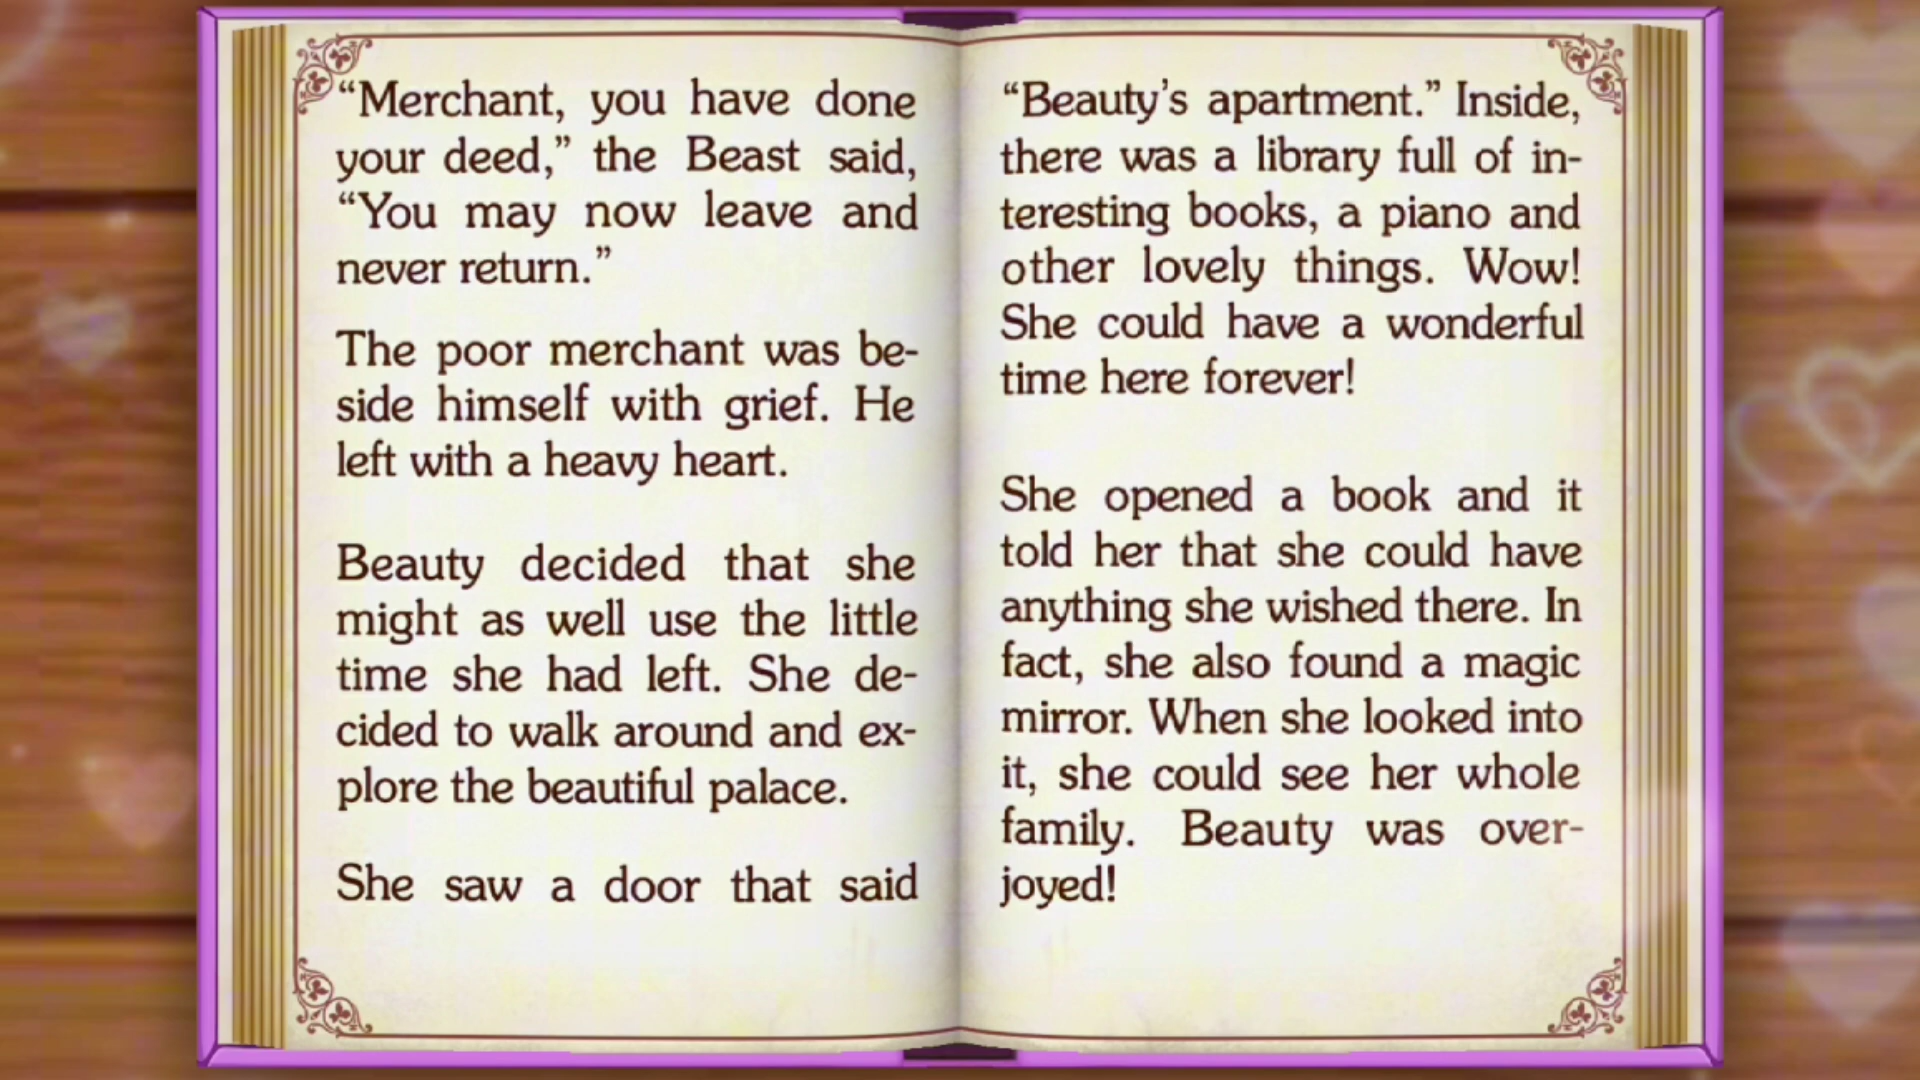 “Merchant, you have done
your deed,” the Beast said,
“You may now leave and
never return.”
The poor merchant was be-
side himself with grief. He
left with a heavy heart.
Beauty decided that she
might as well use the little
time she had left. She de-
cided to walk around and ex-
plore the beautiful palace.
She saw a door that said
“Beauty’s apartment.” Inside,
there was a library full of in-
teresting books, a piano and
other lovely things. Wow!
She could have a wonderful
time here forever!
She opened a book and it
told her that she could have
anything she wished there. In
fact, she also found a magic
mirror. When she looked into
it, she could see her whole
family. Beauty was over-
joyed!